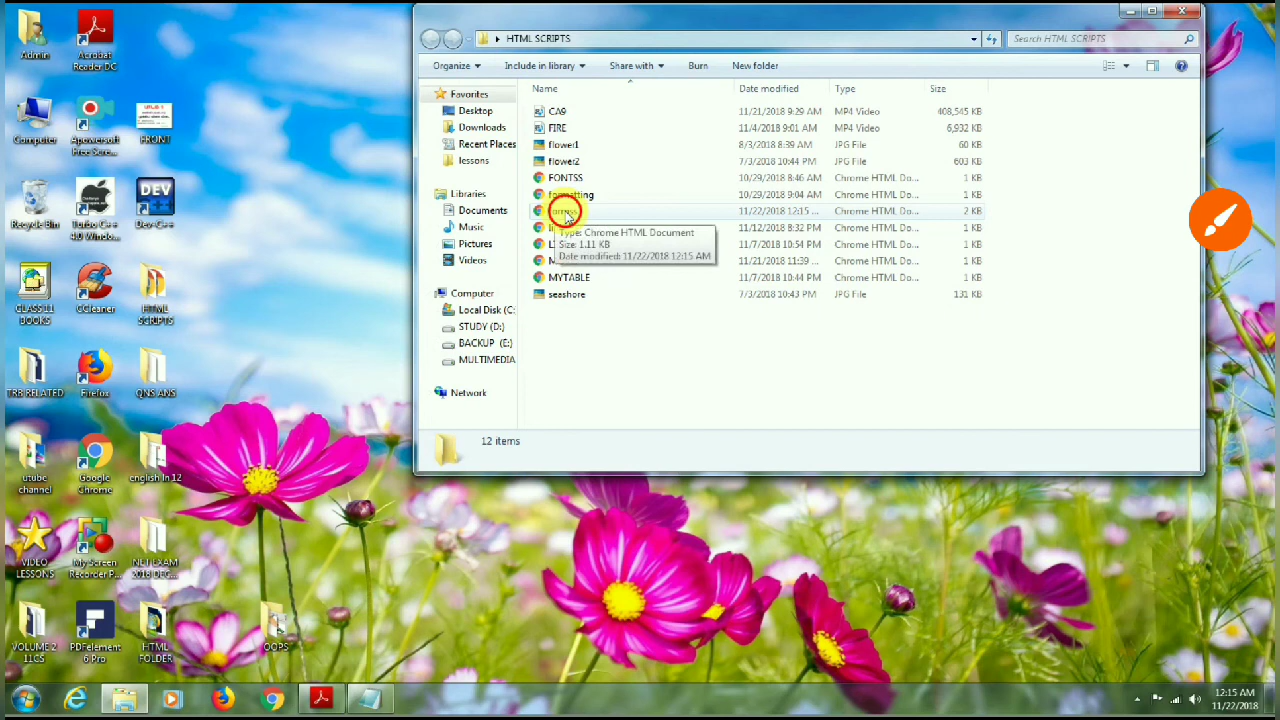 Admin
Acrobat
Reader DC
Computer
Apowersoft
Free Scre...
FRONT
Recycle Bin
Turbo C++
4.0 Windo...
DEV
Dev-C++
CLASS 11
BOOKS
CCleaner
HTML
SCRIPTS
TRB RELATED
Firefox
QNS ANS
utube
channel
Google
Chrome
english ln 12
VIDEO
LESSONS
My Screen
Recorder P...
NET EXAM
2018 DEC...
VOLUME 2
11CS
PDFelement
6 Pro
HTML
FOLDER
OOPS
HTML SCRIPTS
Search HTML SCRIPTS
Organize
Include in library
Share with
Burn
New folder
Favorites
Desktop
Downloads
Recent Places
lessons
Libraries
Documents
Music
Pictures
Videos
Computer
Local Disk (C:
STUDY (D:)
BACKUP (E:)
MULTIMEDIA
Network
Name Date modified Type Size
CA9 11/21/2018 9:29 AM MP4 Video 408,545 KB
FIRE 11/4/2018 9:01 AM MP4 Video 6,932 KB
flower1 8/3/2018 8:39 AM JPG File 60 KB
flower2 7/3/2018 10:44 PM JPG File 603 KB
FONTSS 10/29/2018 8:46 AM Chrome HTML Do... 1 KB
formatting 10/29/2018 9:04 AM Chrome HTML Do... 1 KB
11/22/2018 12:15 ... Chrome HTML Do... 2 KB
11/12/2018 8:32 PM Chrome HTML Do... 1 KB
11/7/2018 10:54 PM Chrome HTML Do... 1 KB
11/21/2018 11:39 ... Chrome HTML Do... 1 KB
MYTABLE 11/7/2018 10:44 PM Chrome HTML Do... 1 KB
seashore 7/3/2018 10:43 PM JPG File 131 KB
Type: Chrome HTML Document
Size: 1.11 KB
Date modified: 11/22/2018 12:15 AM
12 items
12:15 AM
11/22/2018